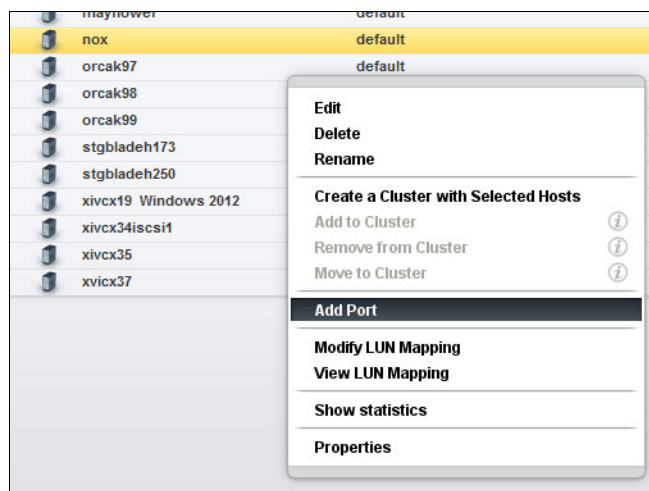 mayflower default
nox default
orcak97 default
orcak98
orcak99
stgbladeh173
stgbladeh250
xivcx19 Windows 2012
xivcx34iscsi1
xivcx35
xvicx37
Edit
Delete
Rename
Create a Cluster with Selected Hosts
Add to Cluster
Remove from Cluster
Move to Cluster
Add Port
Modify LUN Mapping
View LUN Mapping
Show statistics
Properties